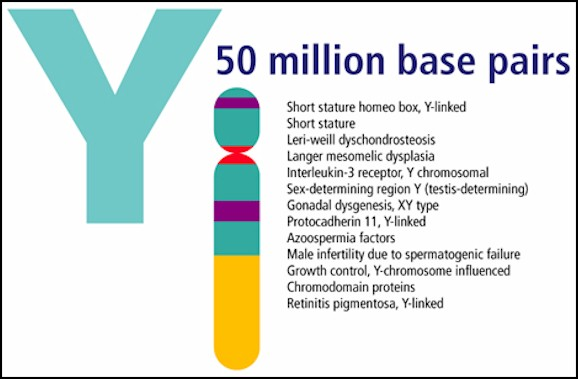 Y
50 million base pairs
Short stature homeo box, Y-linked
Short stature
Leri-weill dyschondrosteosis
Langer mesomelic dysplasia
Interleukin-3 receptor, Y chromosomal
Sex-determining region Y (testis-determining)
Gonadal dysgenesis, XY type
Protocadherin 11, Y-linked
Azoospermia factors
Male infertility due to spermatogenic failure
Growth control, Y-chromosome influenced
Chromodomain proteins
Retinitis pigmentosa, Y-linked